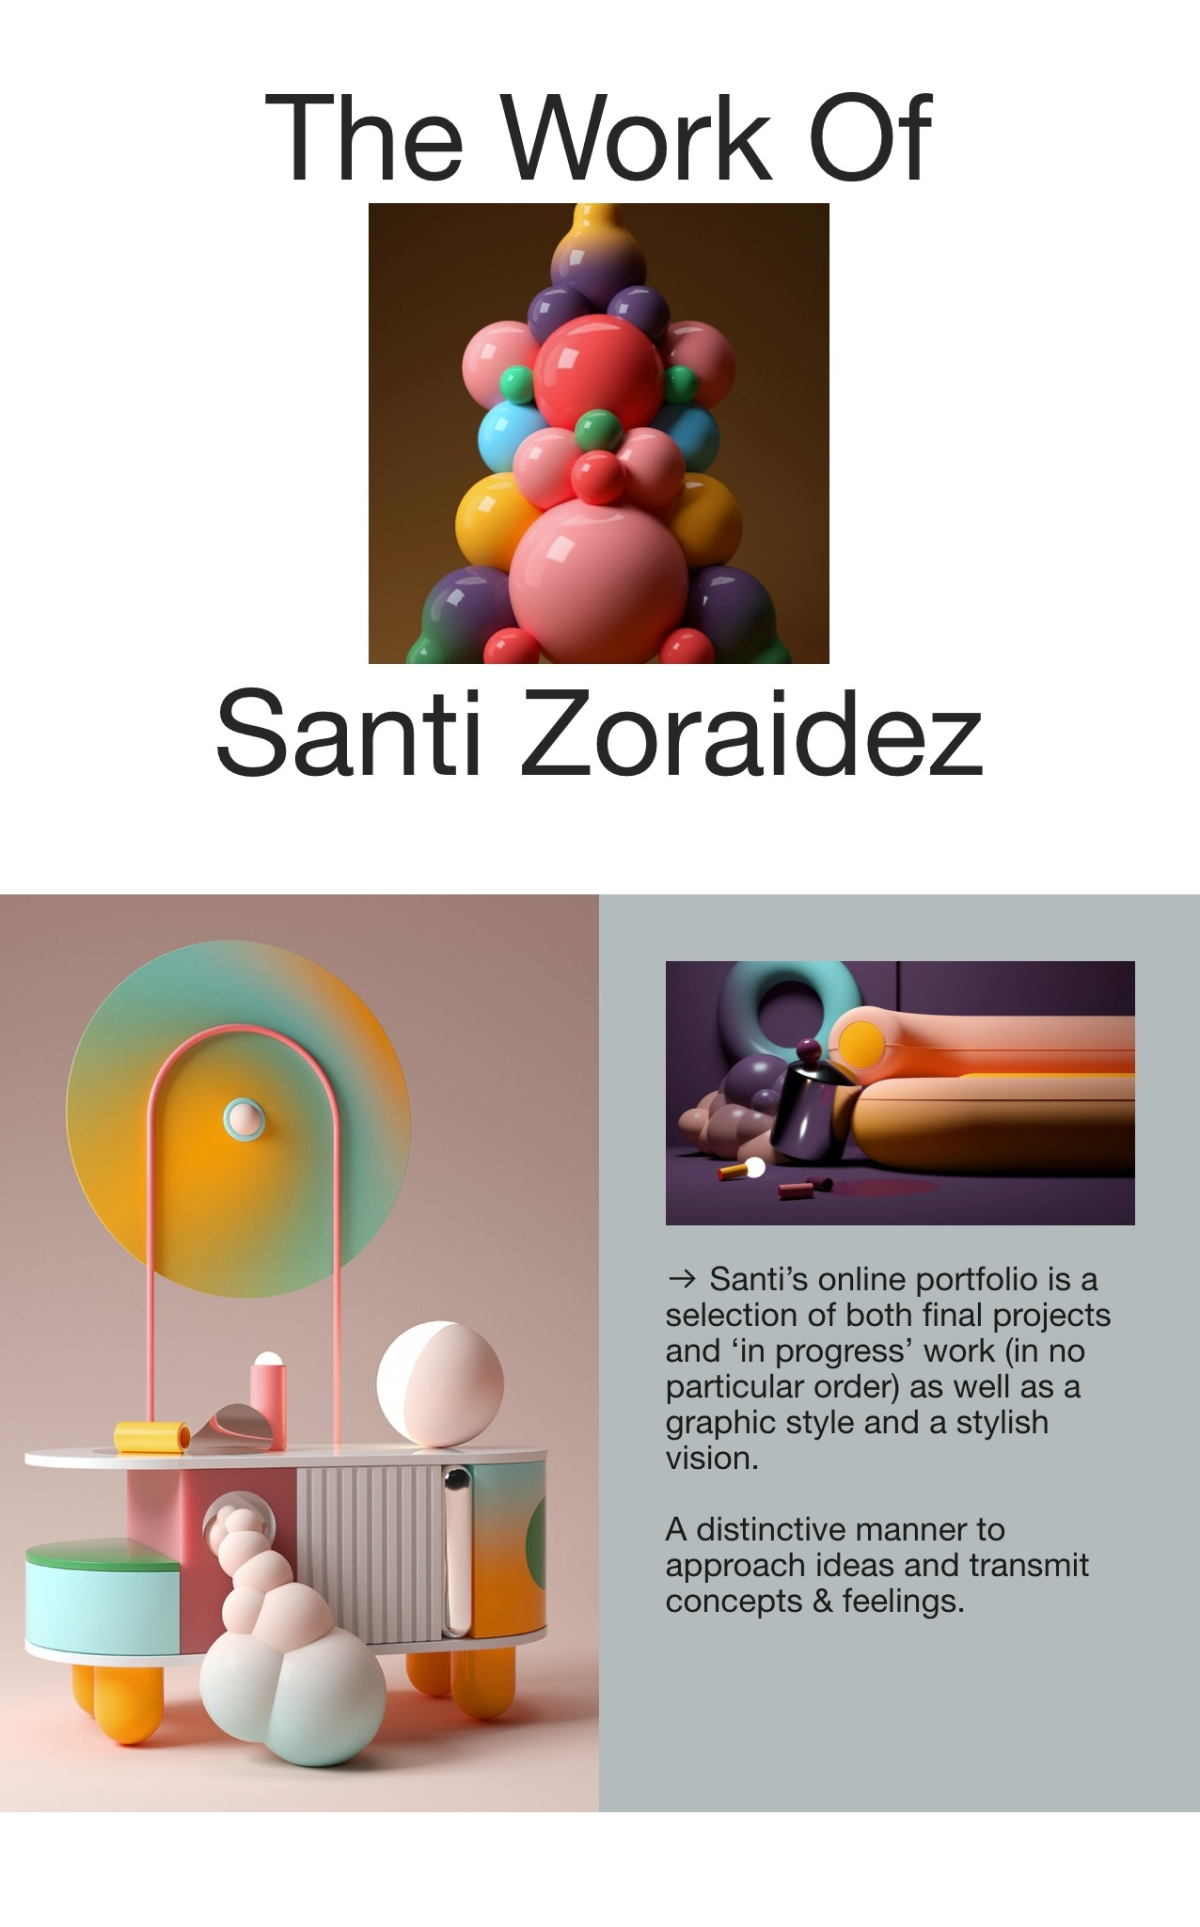 The Work Of
Santi Zoraidez
→ Santi’s online portfolio is a
selection of both final projects
and ‘in progress’ work (in no
particular order) as well as a
graphic style and a stylish
vision.
A distinctive manner to
approach ideas and transmit
concepts & feelings.